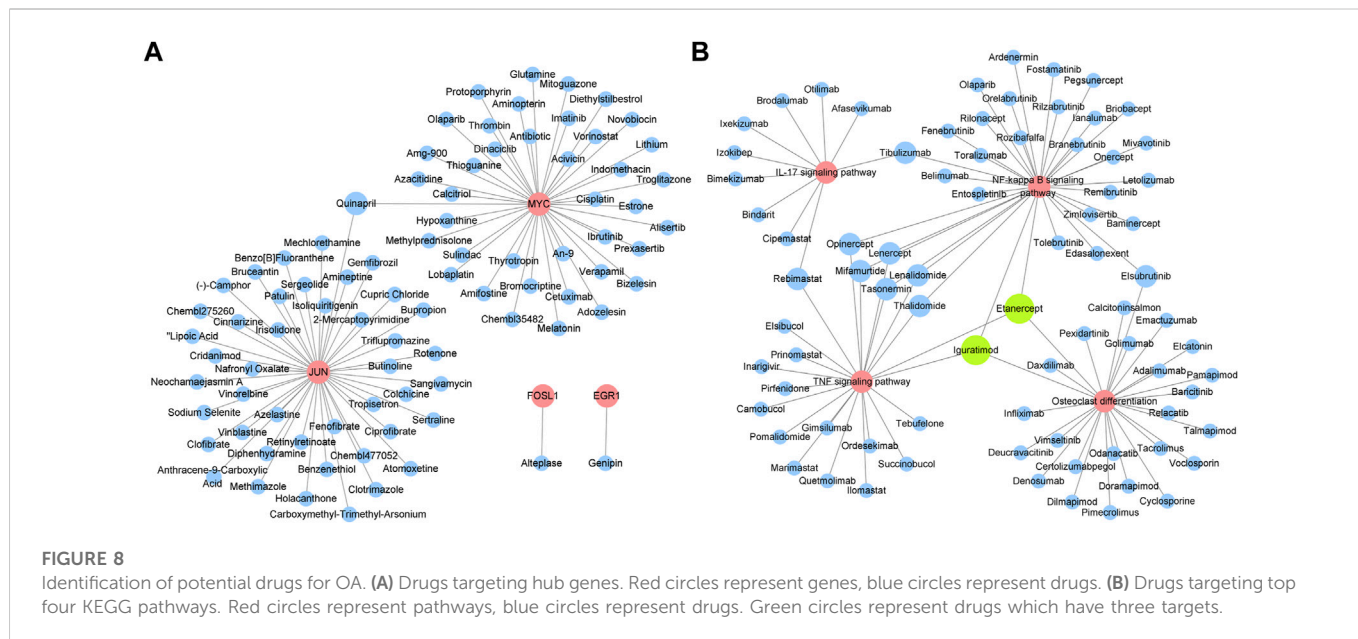 A
B
Glutamine
Mitoguazone
Protoporphyrin
Aminopterin
Diethylstilbestrol
Olaparib
Thrombin
Imatinib
Novobiocin
Antibiotic
Vorinostat
Dinaciclib
Lithium
Amg-900
Acivicin
Thioguanine
Indomethacin
Azacitidine
Troglitazone
Calcitriol
Cisplatin
Quinapril
MYC
Estrone
Hypoxanthine
Alisertib
Ibrutinib
Methylprednisolone
Prexasertib
Sulindac
An-9
Thyrotropin
Verapamil
Lobaplatin
Bizelesin
Bromocriptine
Cetuximab
Amifostine
Adozelesin
Chembl35482
Melatonin
Mechlorethamine
Benzo[B]Fluoranthene
Gemfibrozil
Bruceantin
Amineptine
(-)-Camphor
Sergeolide
Cupric Chloride
Patulin
Isoliquiritigenin
Chembl275260
Bupropion
2-Mercaptopyrimidine
Cinnarizine
Irisolidone
"Lipoic Acid
Triflupromazine
Cridanimod
Rotenone
Nafronyl Oxalate
Butinoline
JUN
Neochamaejasmin A
Sangivamycin
Vinorelbine
Colchicine
Sodium Selenite
Tropisetron
Azelastine
Sertraline
Vinblastine
Fenofibrate
Ciprofibrate
Clofibrate
Retinylretinoate
Diphenhydramine
Chembl477052
Anthracene-9-Carboxylic
Acid
Benzenethiol
Atomoxetine
Methimazole
Clotrimazole
Holacanthone
Carboxymethyl-Trimethyl-Arsonium
FOSL1
EGR1
Alteplase
Genipin
Otilimab
Brodalumab
Afasevikumab
Ixekizumab
Izokibep
Tibulizumab
IL-17 signaling pathway
Bimekizumab
Bindarit
Cipemastat
Ardenermin
Fostamatinib
Olaparib
Pegsunercept
Orelabrutinib
Rilzabrutinib
Briobacept
Rilonacept
Ianalumab
Fenebrutinib
Rozibafalfa
Mivavotinib
Branebrutinib
Toralizumab
Onercept
Belimumab
NF-kappa B signaling
pathway
Letolizumab
Entospletinib
Remibrutinib
Zimlovisertib
Baminercept
Tolebrutinib
Edasalonexent
Opinercept
Lenercept
Mifamurtide
Rebimastat
Lenalidomide
Tasonermin
Thalidomide
Elsubrutinib
Etanercept
Iguratimod
Calcitoninsalmon
Emactuzumab
Pexidartinib
Golimumab
Elcatonin
Daxdilimab
Adalimumab
Pamapimod
Baricitinib
Osteoclast differentiation
Infliximab
Relacatib
Talmapimod
Vimseltinib
Deucravacitinib
Tacrolimus
Odanacatib
Voclosporin
Certolizumabpegol
Denosumab
Doramapimod
Dilmapimod
Cyclosporine
Pimecrolimus
Elsibucol
Prinomastat
Inarigivir
TNF signaling pathway
Pirfenidone
Camobucol
Tebufelone
Gimsilumab
Pomalidomide
Ordesekimab
Marimastat
Succinobucol
Quetmolimab
Ilomastat
FIGURE 8
Identification of potential drugs for OA. (A) Drugs targeting hub genes. Red circles represent genes, blue circles represent drugs. (B) Drugs targeting top
four KEGG pathways. Red circles represent pathways, blue circles represent drugs. Green circles represent drugs which have three targets.